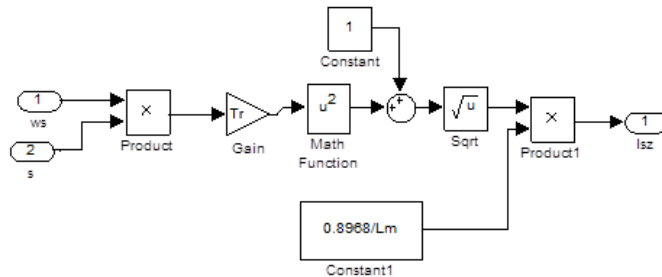 1
Constant
1
ws
2
s
×
Product
Tr
Gain
u²
Math
Function
++
√u
Sqrt
×
Product1
1
Isz
0.8968/Lm
Constant1